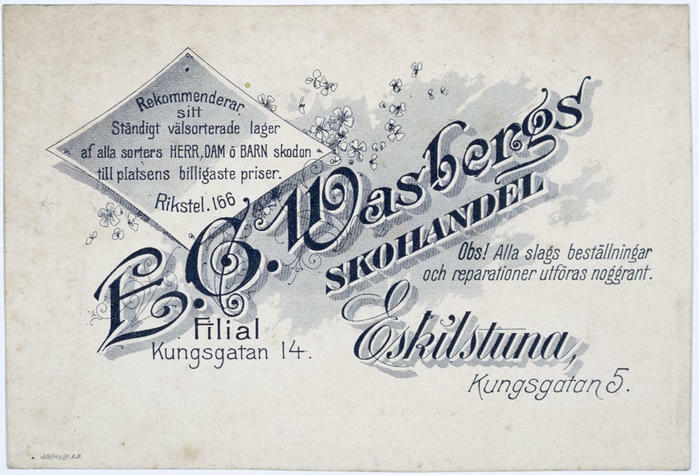 Rekommenderar
sitt
Ständigt välsorterade lager
af alla sorters HERR, DAM ö BARN skodon
till platsens billigaste priser.
Rikstel. 166
E. G. Wasbergs
SKOHANDEL
Obs! Alla slags beställningar
och reparationer utföras noggrant.
Filial
Kungsgatan 14.
Eskilstuna,
Kungsgatan 5.